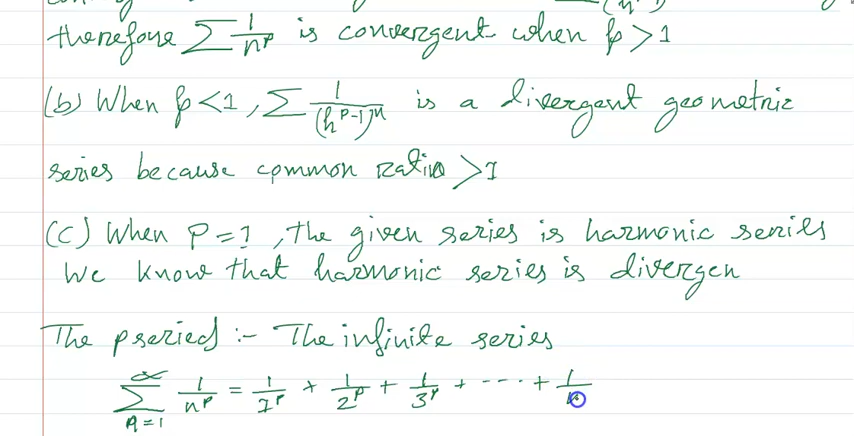 therefore ∑ 1/n^p is convergent when p > 1
(b) When p < 1, ∑ 1/(h^p-1)^n is a divergent geometric
series because common ratio > 1
(c) When P = 1, the given series is harmonic series
We know that harmonic series is divergen
The p series :- The infinite series
∑_{n=1}^{∞} 1/n^p = 1/1^p + 1/2^p + 1/3^p + ---- + 1/